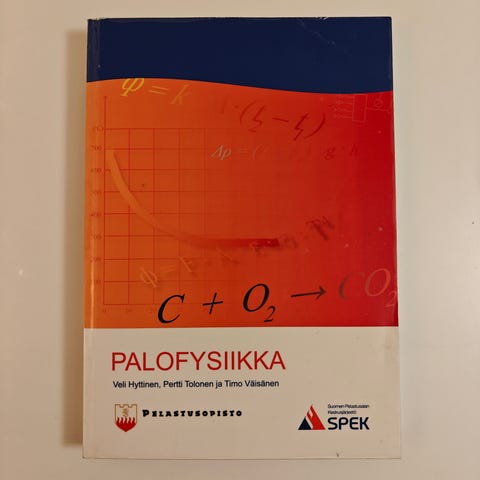 Φ = k
C + O₂ → CO₂
PALOFYSIIKKA
Veli Hyttinen, Pertti Tolonen ja Timo Väisänen
PELASTUSOPISTO
Suomen Pelastusalan
Keskusjärjestö
SPEK